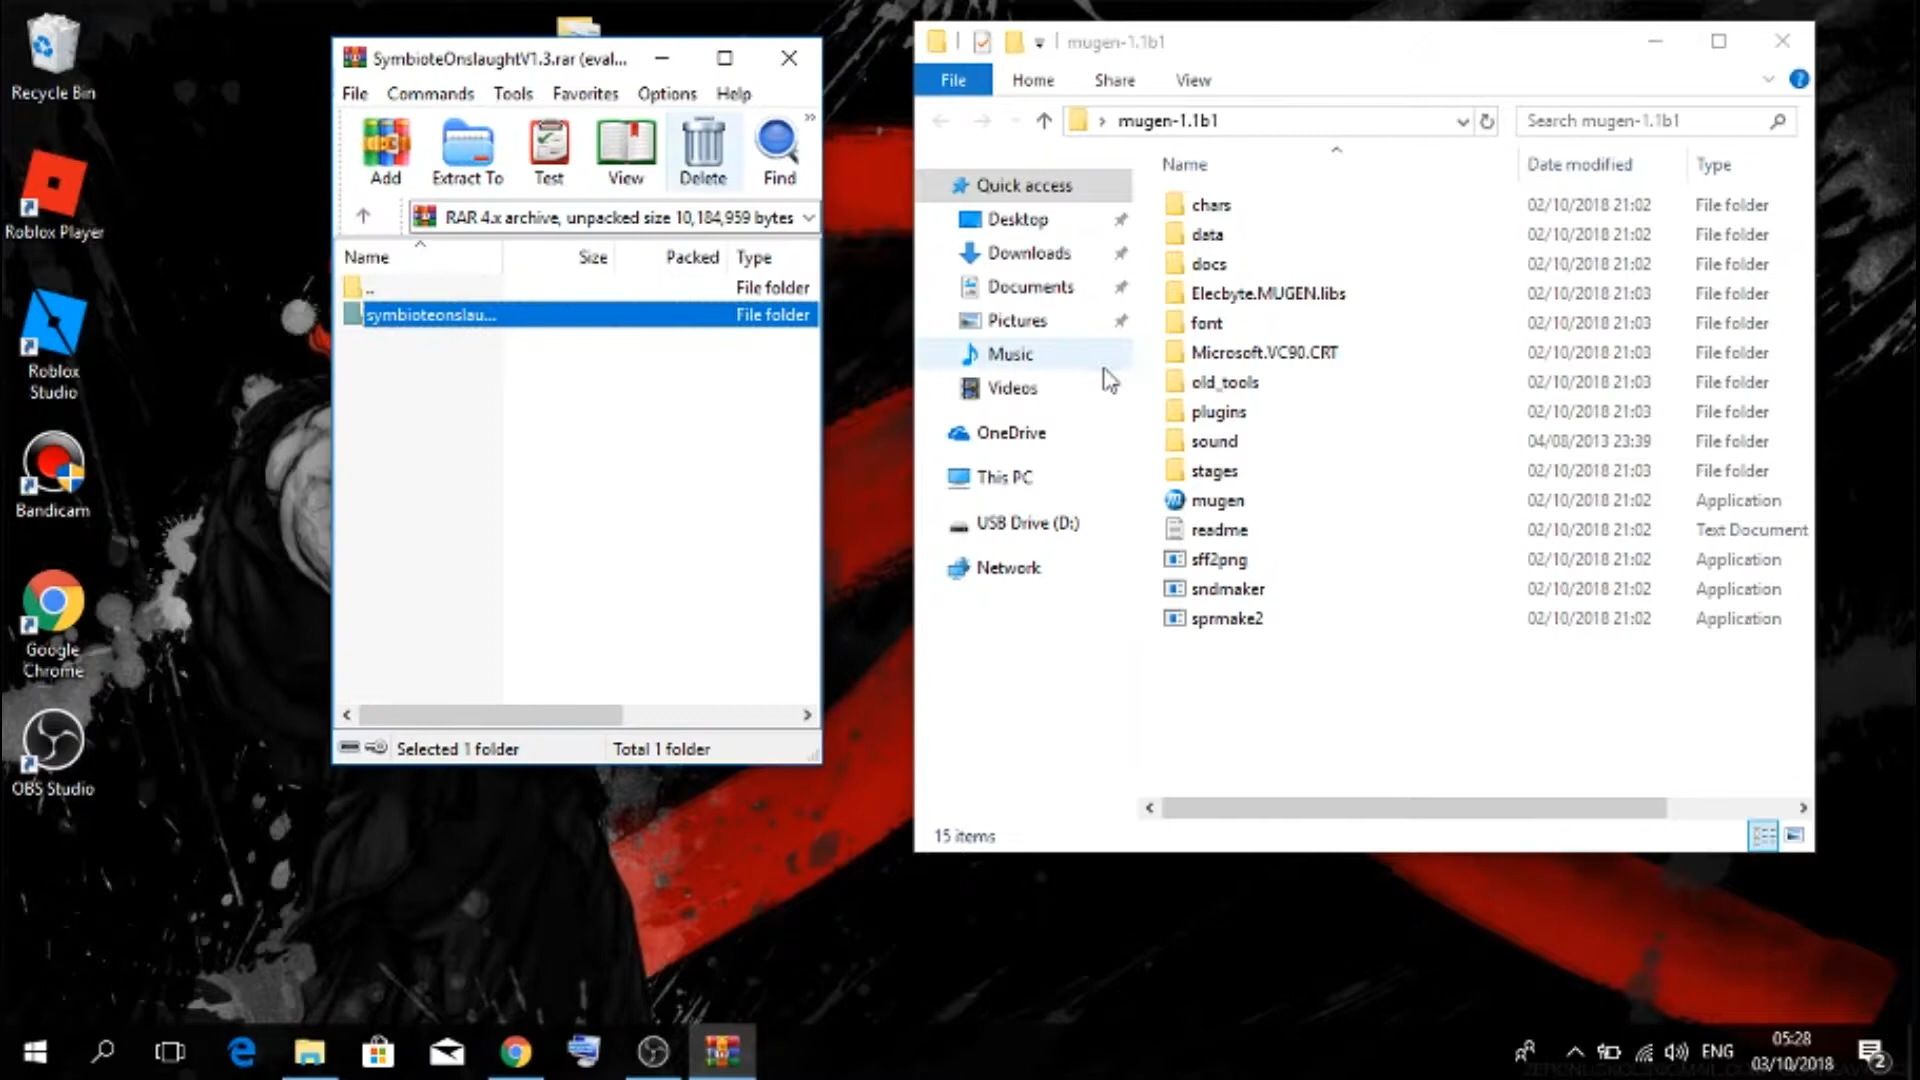 Recycle Bin
Roblox Player
Roblox
Studio
Bandicam
Google
Chrome
OBS Studio
SymbioteOnslaughtV1.3.rar (eval...
File Commands Tools Favorites Options Help
Add Extract To Test View Delete Find
RAR 4.x archive, unpacked size 10,184,959 bytes
Name Size Packed Type
.. File folder
symbioteonslau... File folder
Selected 1 folder Total 1 folder
mugen-1.1b1
File Home Share View
mugen-1.1b1 Search mugen-1.1b1
Quick access
Desktop
Downloads
Documents
Pictures
Music
Videos
OneDrive
This PC
USB Drive (D:)
Network
Name Date modified Type
chars 02/10/2018 21:02 File folder
data 02/10/2018 21:02 File folder
docs 02/10/2018 21:02 File folder
Elecbyte.MUGEN.libs 02/10/2018 21:03 File folder
font 02/10/2018 21:03 File folder
Microsoft.VC90.CRT 02/10/2018 21:03 File folder
old_tools 02/10/2018 21:03 File folder
plugins 02/10/2018 21:03 File folder
sound 04/08/2013 23:39 File folder
stages 02/10/2018 21:03 File folder
mugen 02/10/2018 21:02 Application
readme 02/10/2018 21:02 Text Document
sff2png 02/10/2018 21:02 Application
sndmaker 02/10/2018 21:02 Application
sprmake2 02/10/2018 21:02 Application
15 items
ENG
05:28
03/10/2018
2